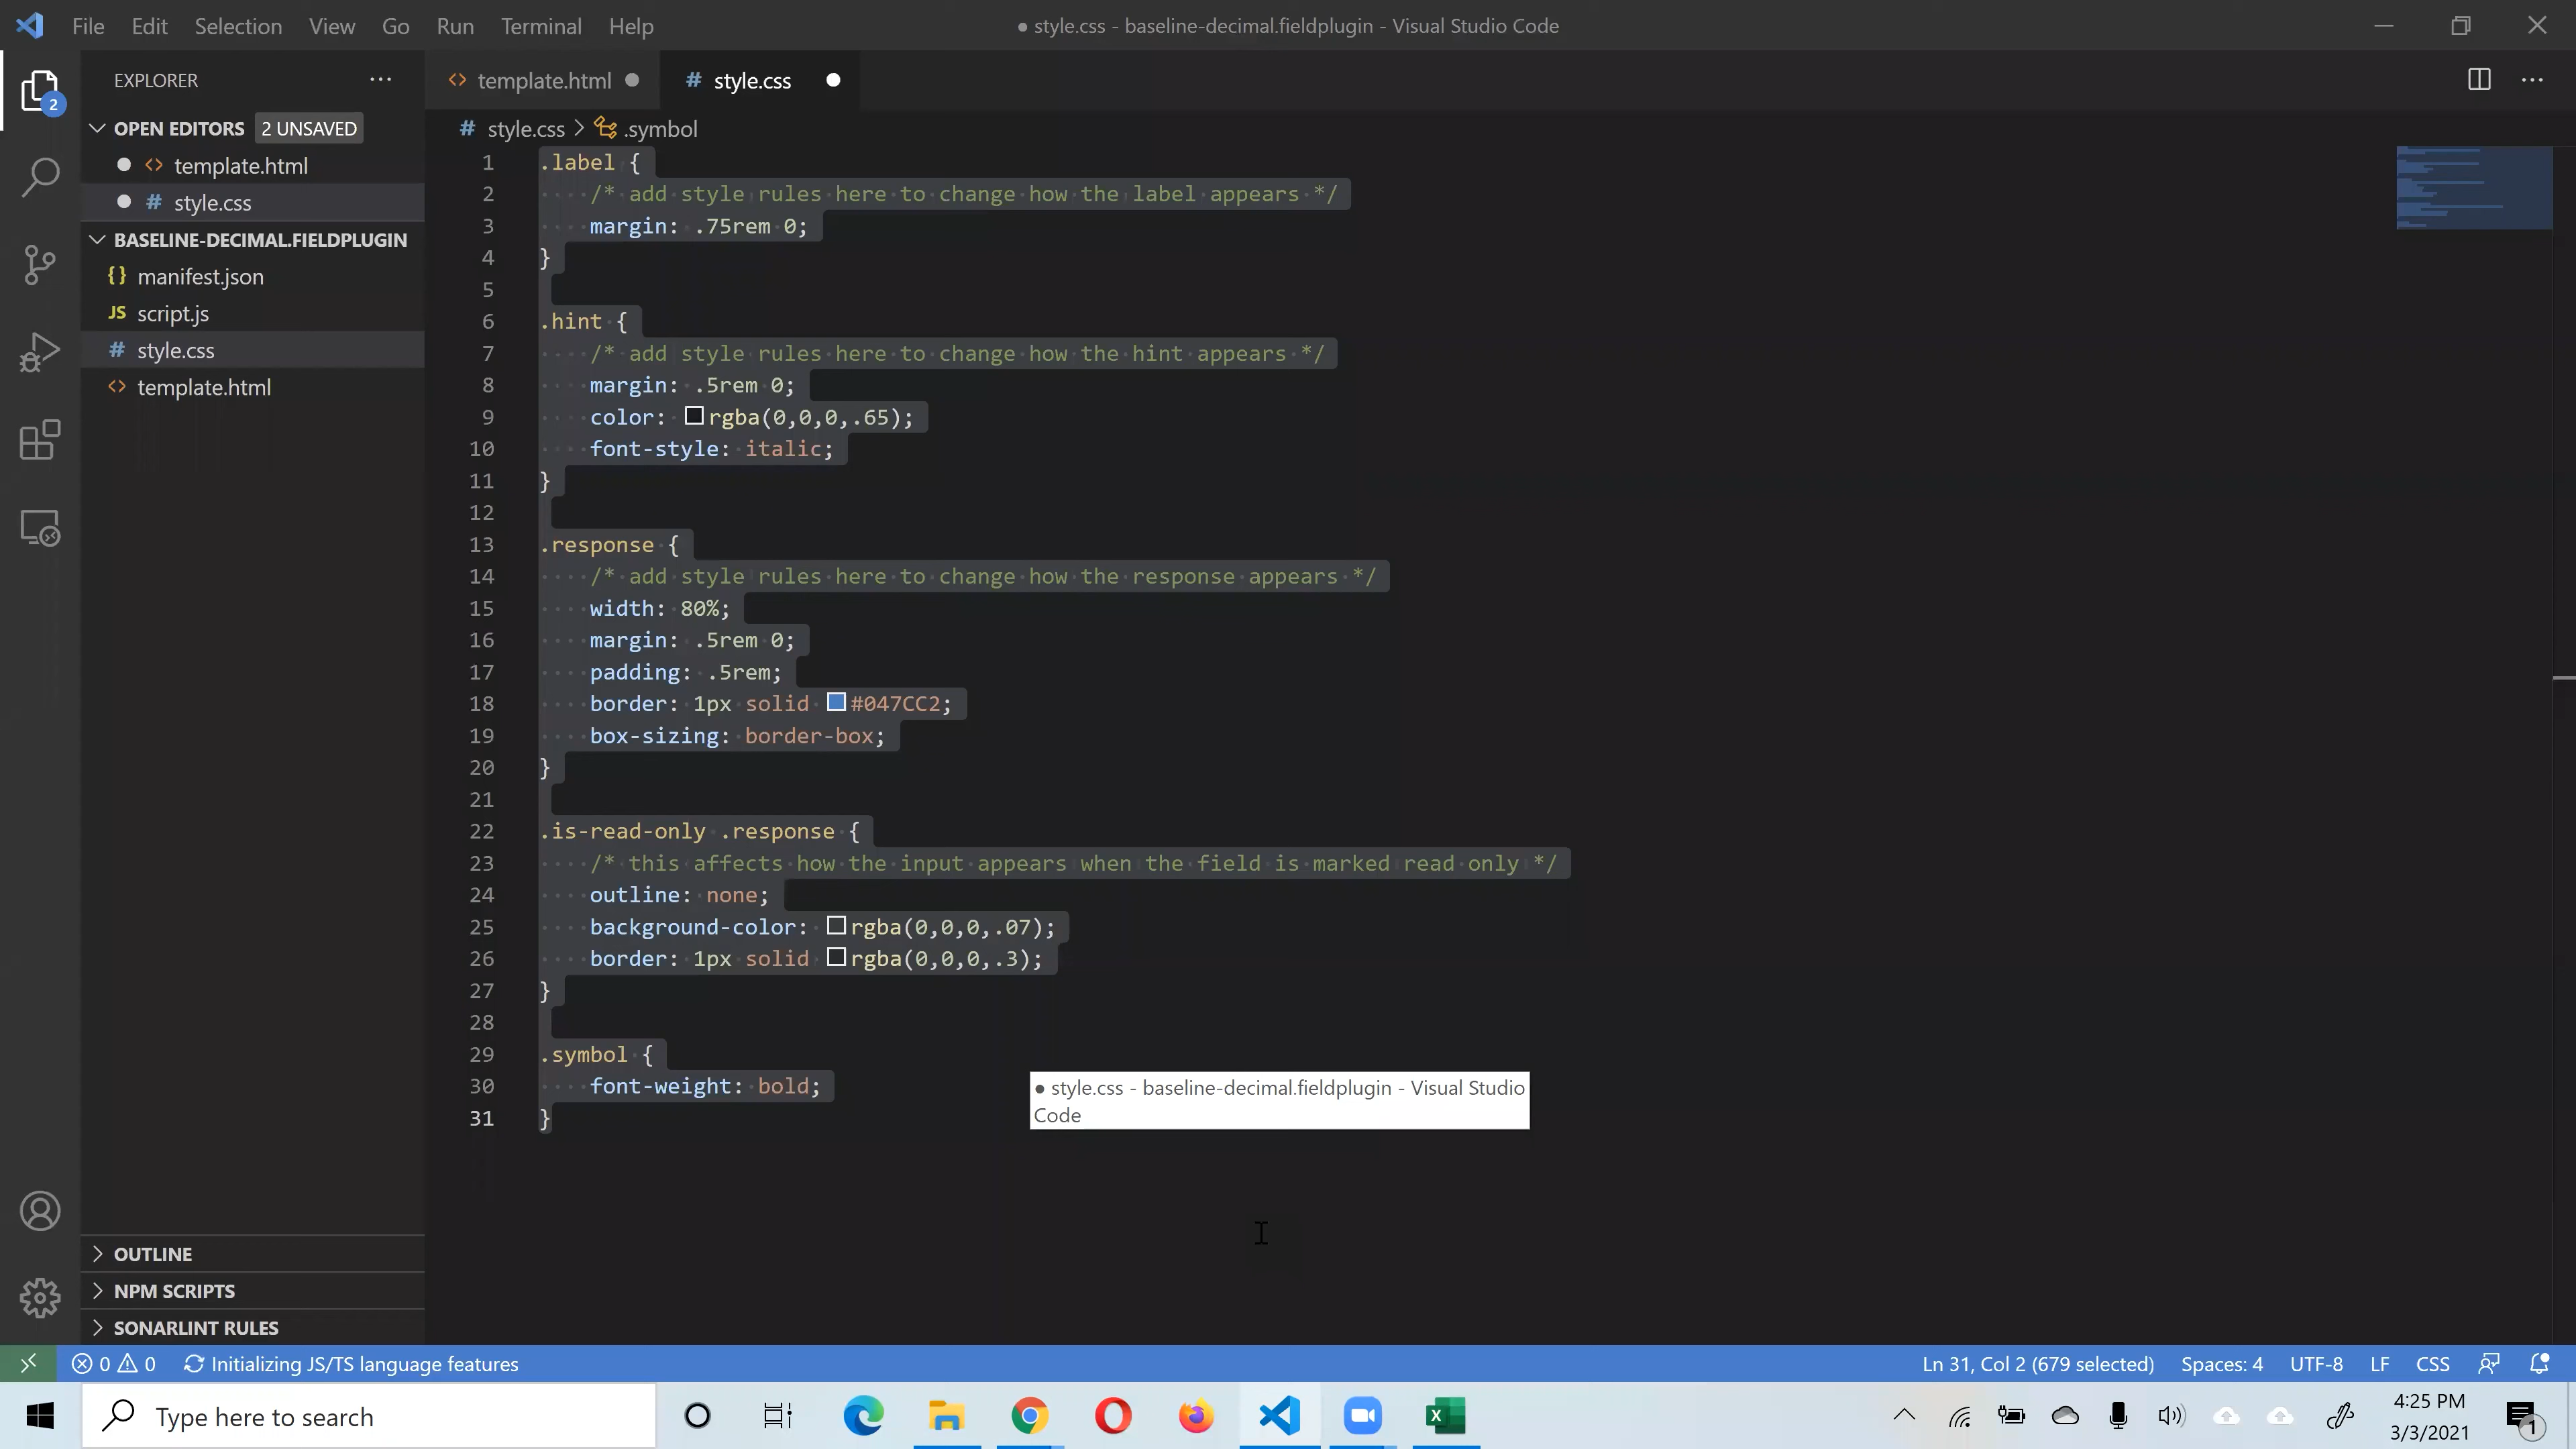 File Edit Selection View Go Run Terminal Help
● style.css - baseline-decimal.fieldplugin - Visual Studio Code
EXPLORER
template.html
# style.css
2
OPEN EDITORS 2 UNSAVED
template.html
# style.css
BASELINE-DECIMAL.FIELDPLUGIN
{} manifest.json
JS script.js
# style.css
template.html
# style.css > .symbol
1 .label {
2 /* add style rules here to change how the label appears */
3 margin: .75rem 0;
4 }
5
6 .hint {
7 /* add style rules here to change how the hint appears */
8 margin: .5rem 0;
9 color: rgba(0,0,0,.65);
10 font-style: italic;
11 }
12
13 .response {
14 /* add style rules here to change how the response appears */
15 width: 80%;
16 margin: .5rem 0;
17 padding: .5rem;
18 border: 1px solid #047CC2;
19 box-sizing: border-box;
20 }
21
22 .is-read-only .response {
23 /* this affects how the input appears when the field is marked read only */
24 outline: none;
25 background-color: rgba(0,0,0,.07);
26 border: 1px solid rgba(0,0,0,.3);
27 }
28
29 .symbol {
30 font-weight: bold;
31 }
● style.css - baseline-decimal.fieldplugin - Visual Studio
Code
OUTLINE
NPM SCRIPTS
SONARLINT RULES
0 0 Initializing JS/TS language features
Ln 31, Col 2 (679 selected) Spaces: 4 UTF-8 LF CSS
Type here to search
4:25 PM
3/3/2021
1